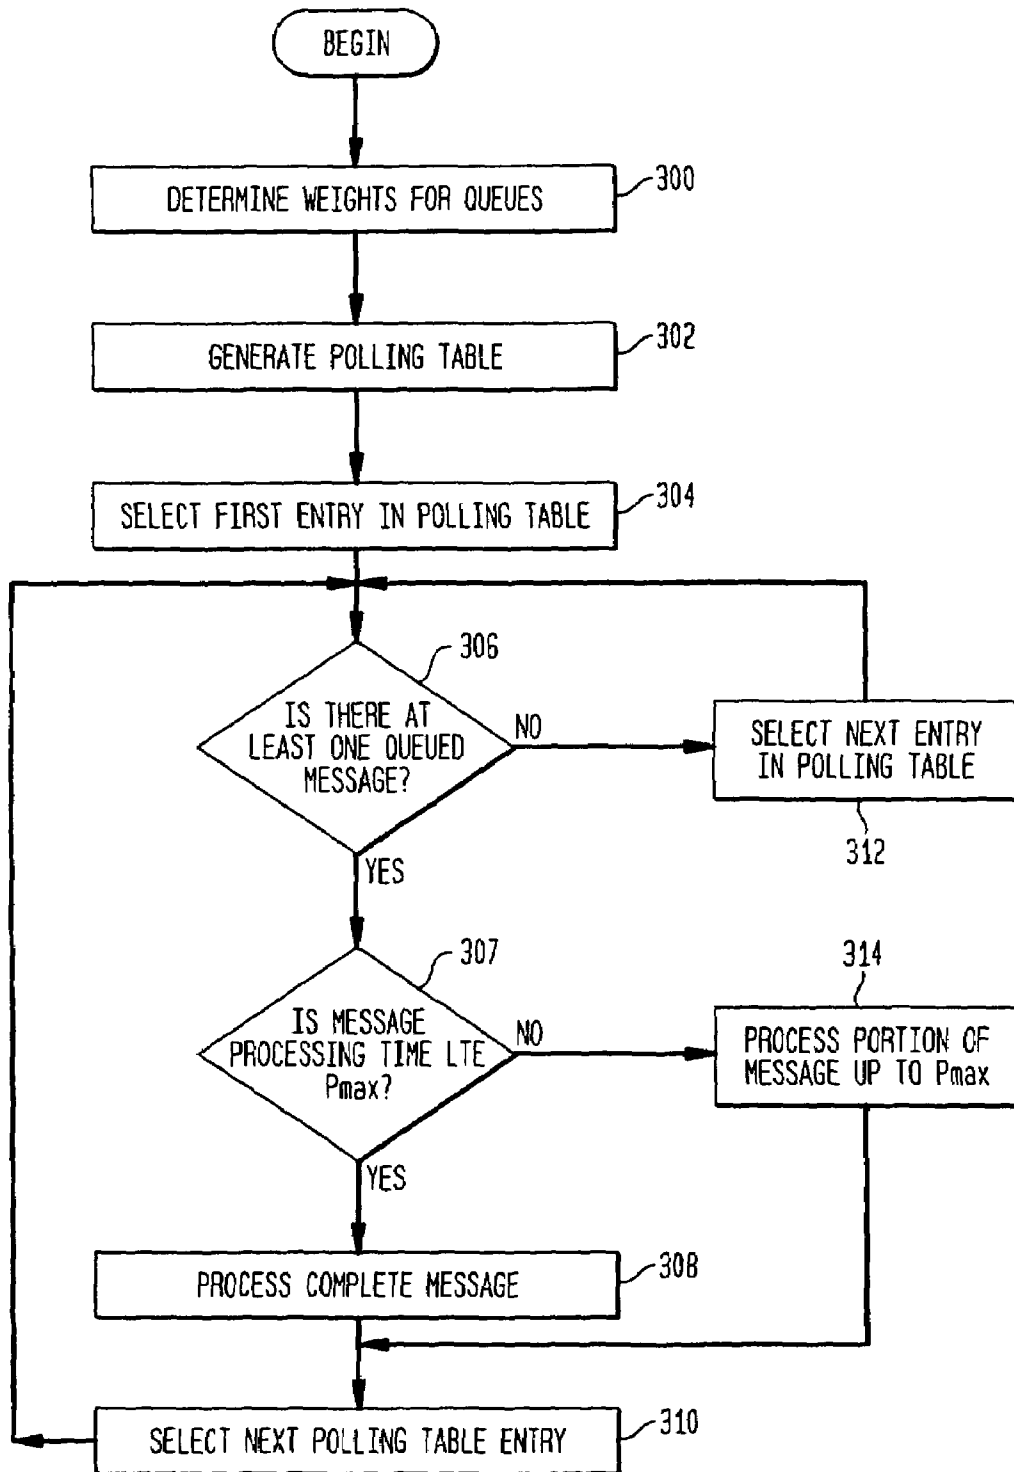 BEGIN
DETERMINE WEIGHTS FOR QUEUES
300
GENERATE POLLING TABLE
302
SELECT FIRST ENTRY IN POLLING TABLE
304
306
IS THERE AT
LEAST ONE QUEUED
MESSAGE?
NO
SELECT NEXT ENTRY
IN POLLING TABLE
312
YES
307
IS MESSAGE
PROCESSING TIME LTE
Pmax?
NO
314
PROCESS PORTION OF
MESSAGE UP TO Pmax
YES
PROCESS COMPLETE MESSAGE
308
SELECT NEXT POLLING TABLE ENTRY
310